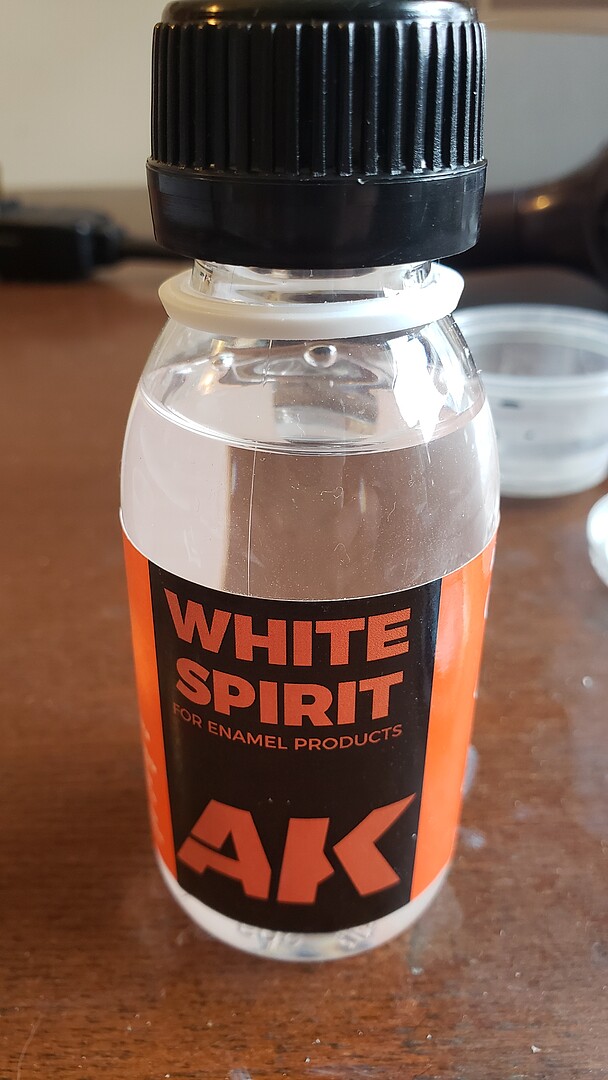 WHITE
SPIRIT
FOR ENAMEL PRODUCTS
AK